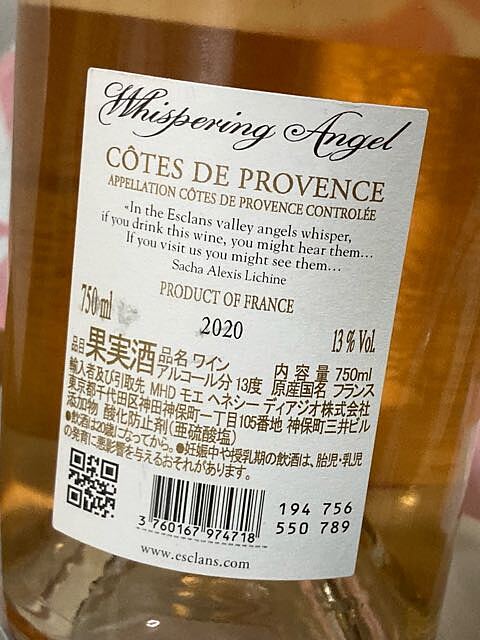 Whispering Angel
CÔTES DE PROVENCE
APPELLATION CÔTES DE PROVENCE CONTROLÉE
«In the Esclans valley angels whisper,
if you drink this wine, you might hear them...
If you visit us you might see them...
Sacha Alexis Lichine
PRODUCT OF FRANCE
750 ml
2020
13 % Vol.
品目 果実酒 品名 ワイン 内容量 750ml
アルコール分 13度 原産国名 フランス
輸入者及び引取先 MHD モエ ヘネシー ディアジオ株式会社
東京都千代田区神田神保町一丁目105番地 神保町三井ビル
添加物 酸化防止剤(亜硫酸塩)
●飲酒は20歳になってから。●妊娠中や授乳期の飲酒は、胎児・乳児
の発育に悪影響を与えるおそれがあります。
194 756
550 789
3 760167 974718
www.esclans.com